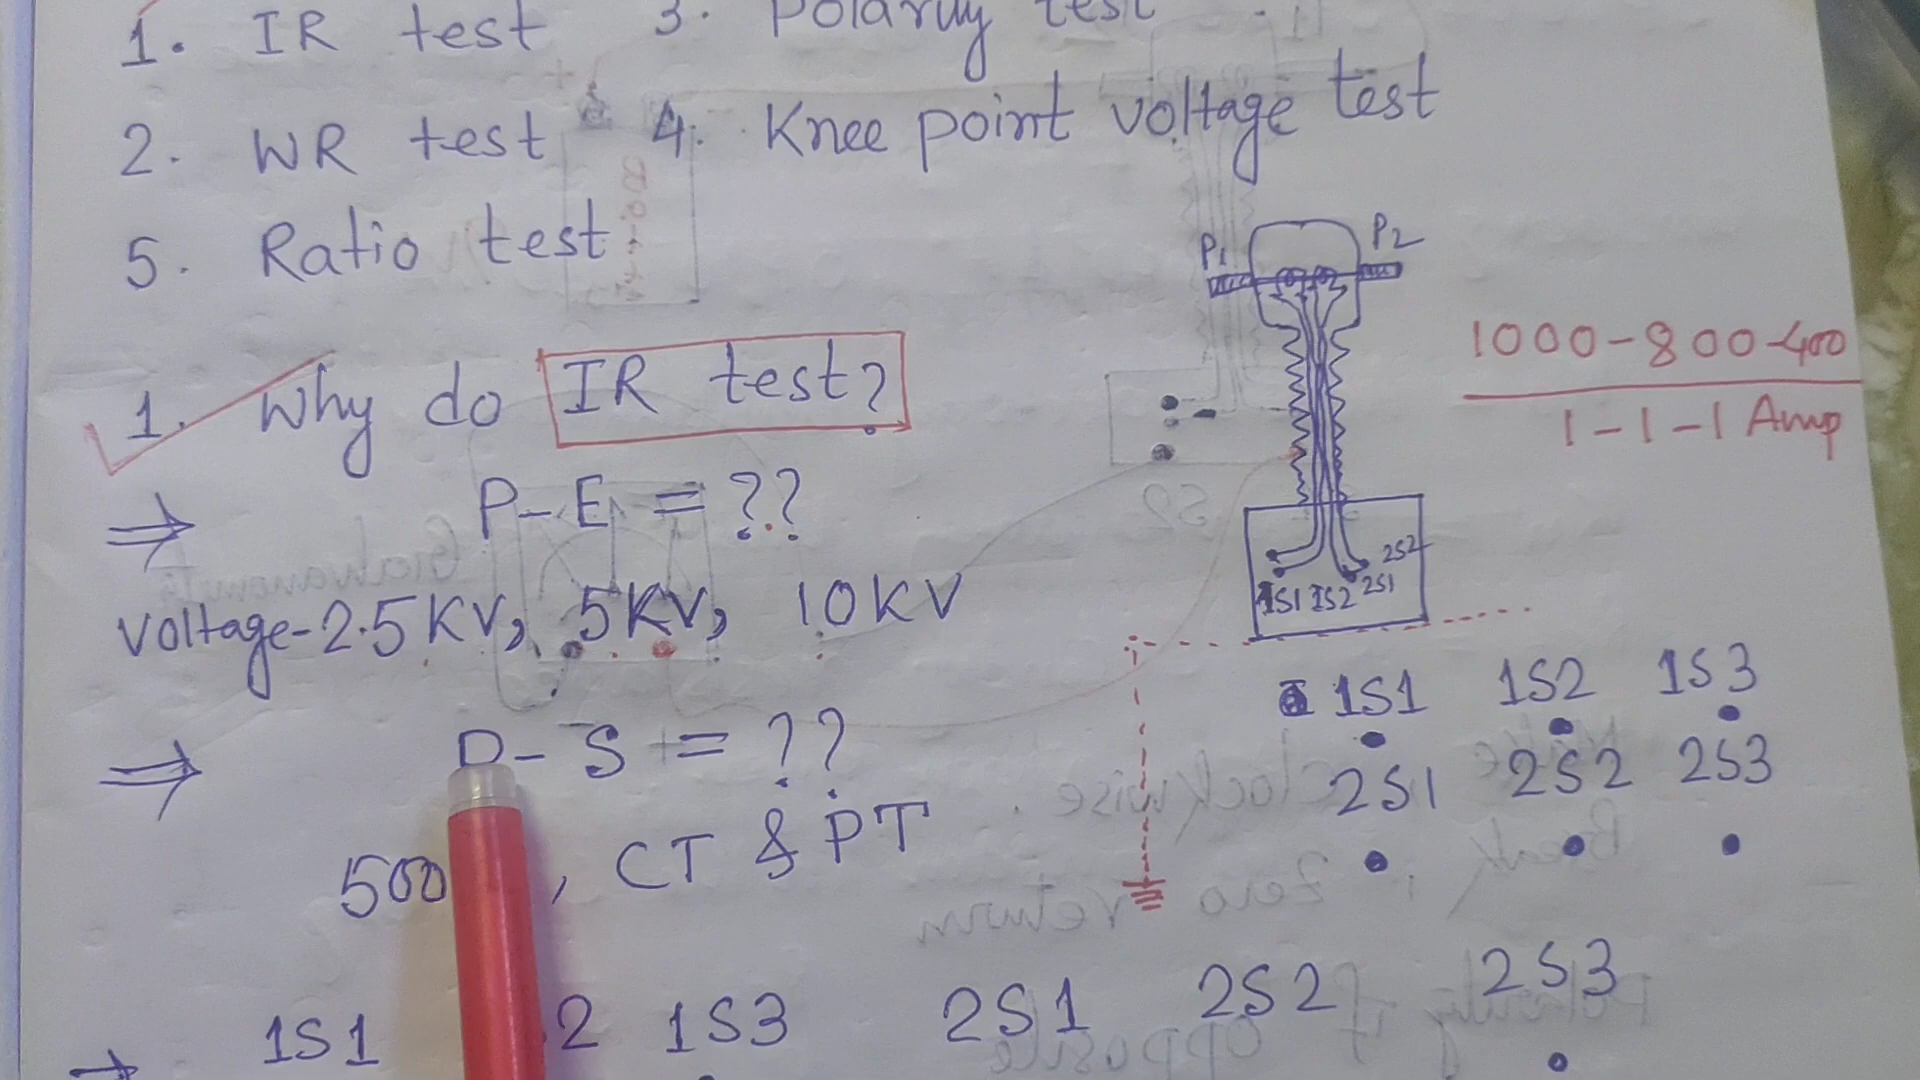 1. IR test 3. Polarity test
2. WR test 4. Knee point voltage test
5. Ratio test
P1 P2
1000-800-400
1-1-1 Amp
1. Why do IR test?
⇒ P-E = ??
Voltage-2.5KV, 5KV, 10KV
1S1 1S2 2S1 2S2
⇒ P-S = ??
500 , CT & PT
1S1 1S2 1S3
2S1 2S2 2S3
1S1 2 1S3 2S1 2S2 2S3